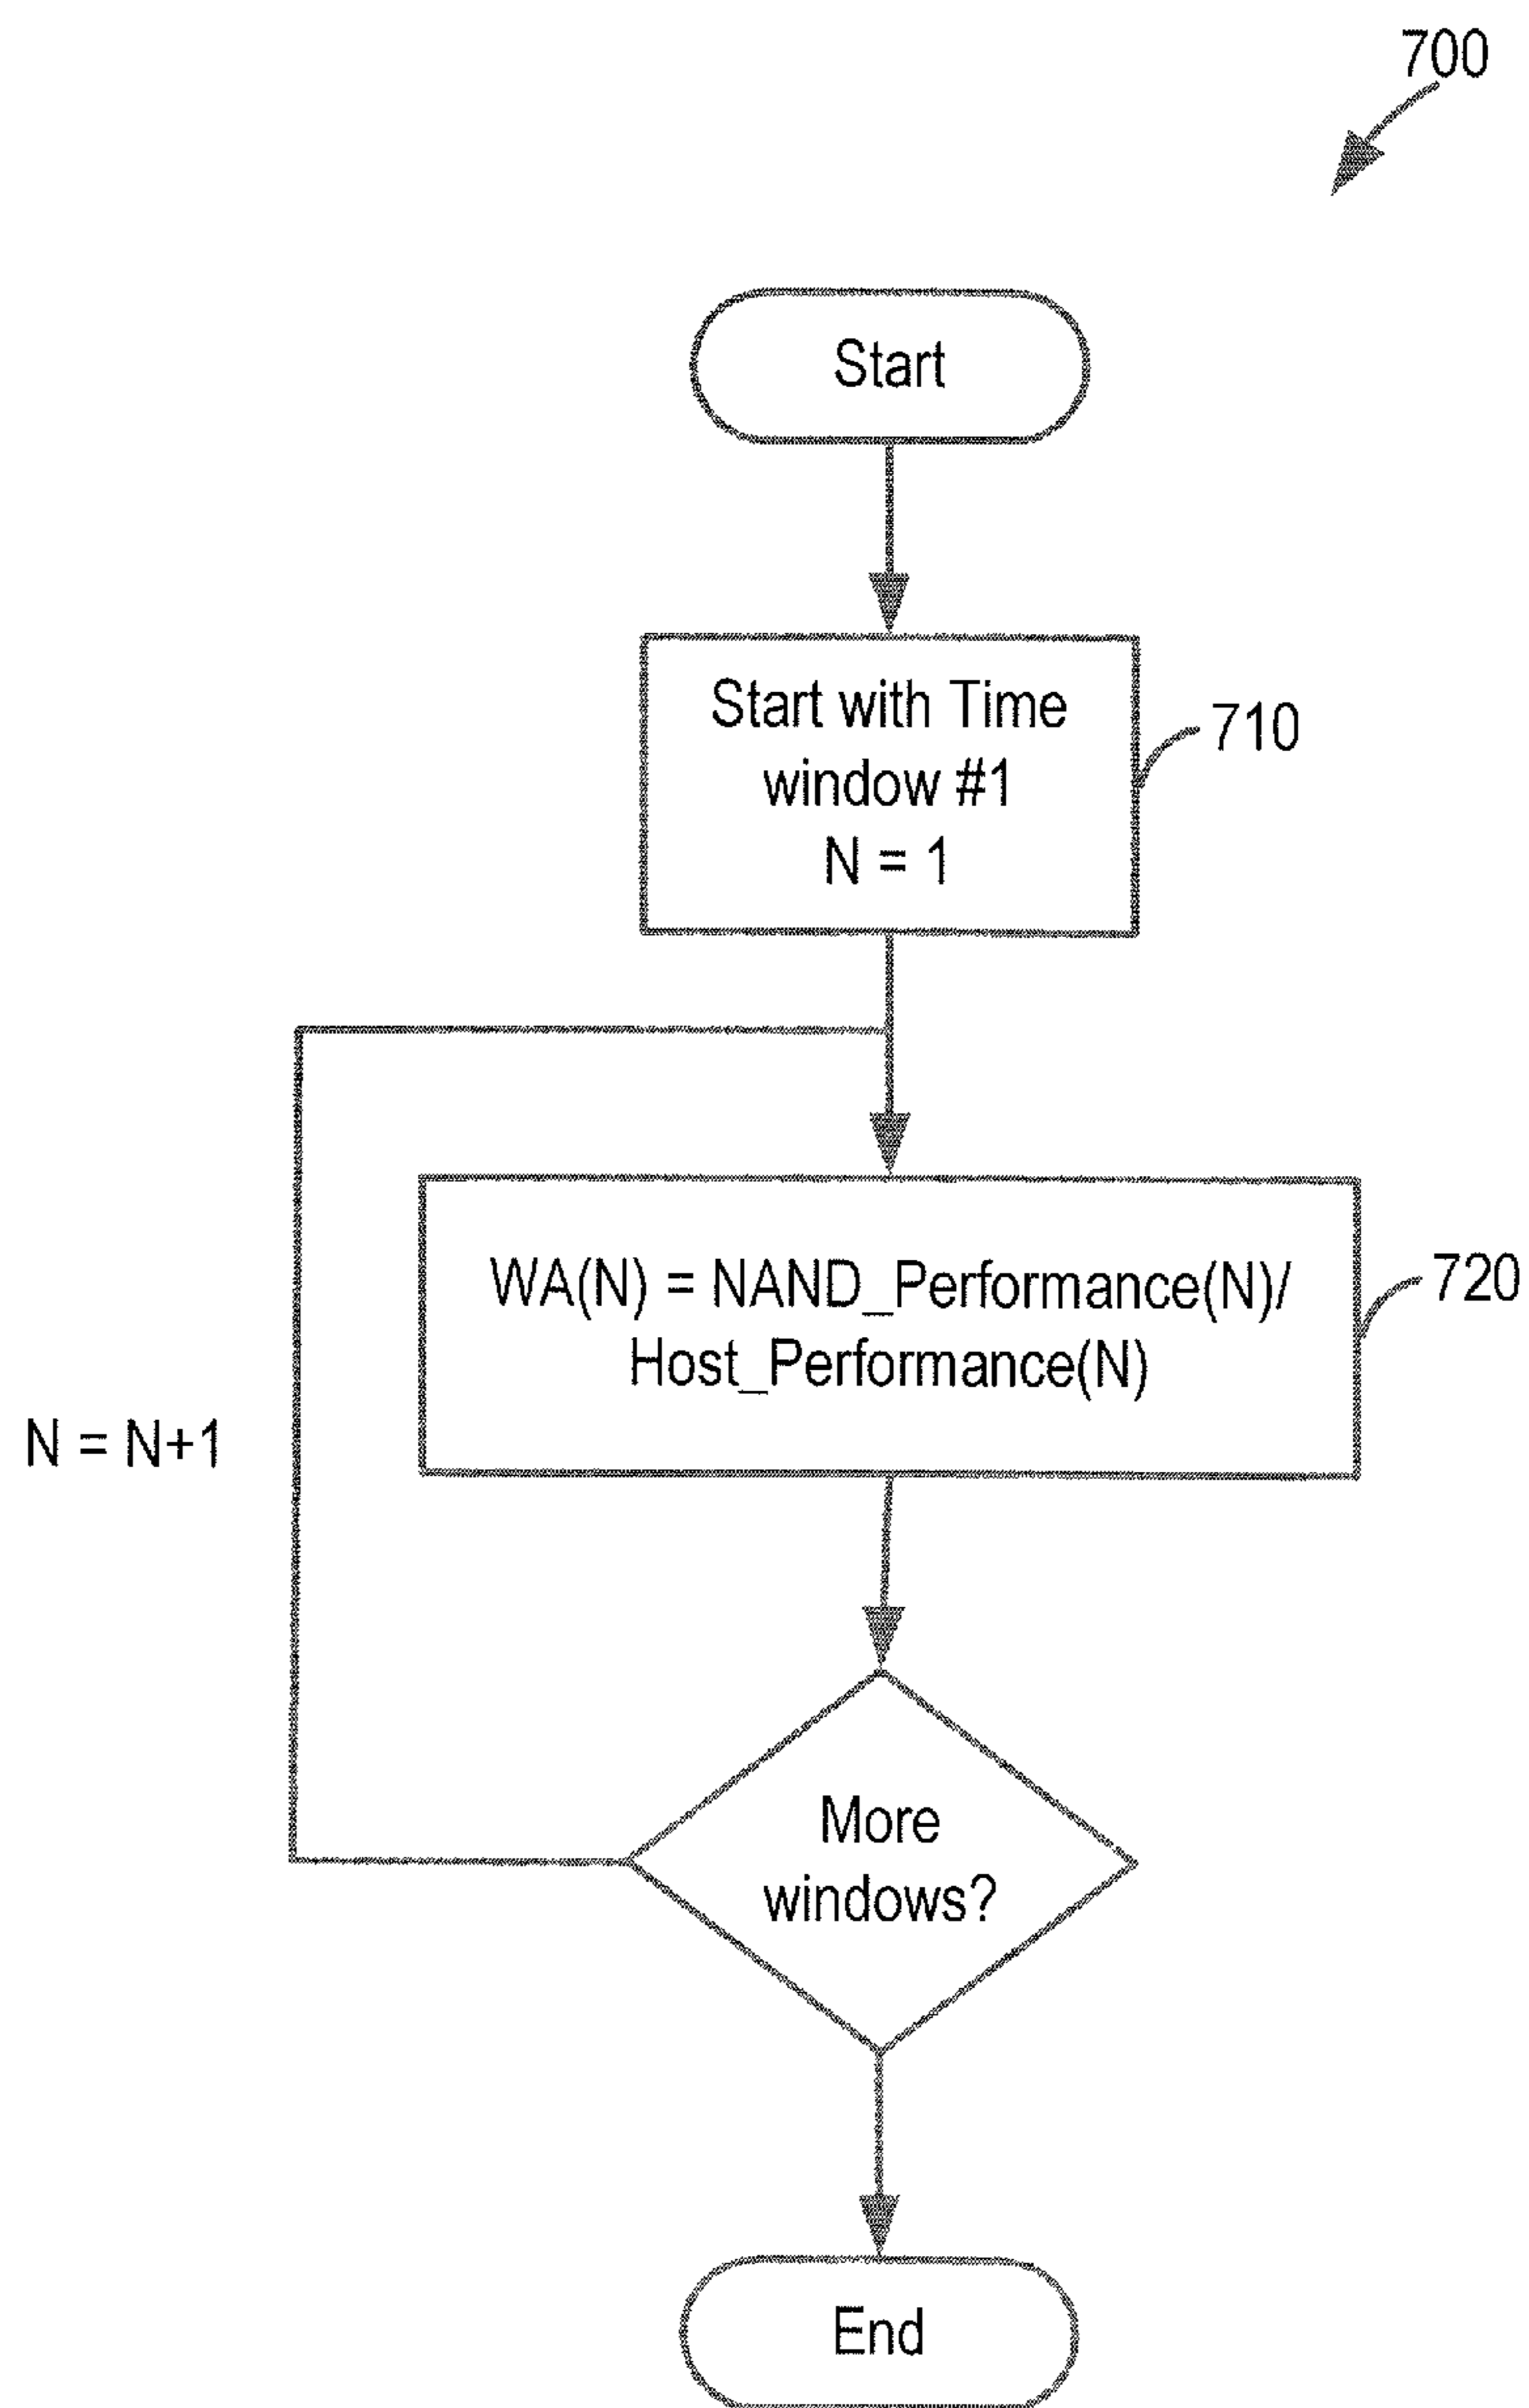 700
Start
Start with Time
window #1
N = 1
710
WA(N) = NAND_Performance(N)/
Host_Performance(N)
720
N = N+1
More
windows?
End